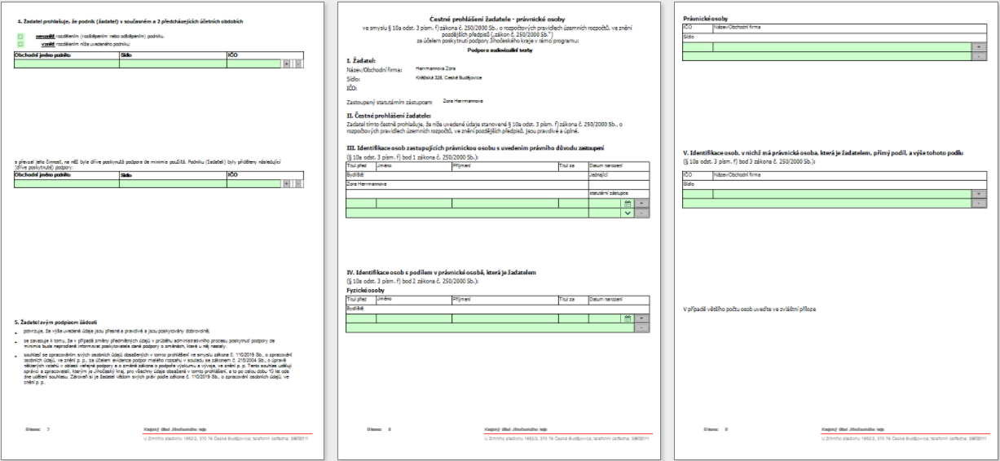 4. Žadatel prohlašuje, že podnik (žadatel) v současném a 2 předcházejících účetních obdobích
nevznikl rozdělením (rozštěpením nebo odštěpením) podniku.
vznikl rozdělením níže uvedeného podniku:
Obchodní jméno podniku Sídlo IČO
+ -
a převzal jeho činnost, na něž byla dříve poskytnutá podpora de minimis použitá. Podniku (žadateli) byly přiděleny následující
(dříve poskytnuté) podpory:
Obchodní jméno podniku Sídlo IČO
+ -
5. Žadatel svým podpisem žádosti
• potvrzuje, že výše uvedené údaje jsou přesné a pravdivé a jsou poskytovány dobrovolně;
• se zavazuje k tomu, že v případě změny předmětných údajů v průběhu administrativního procesu poskytnutí podpory de
minimis bude neprodleně informovat poskytovatele dané podpory o změnách, které u něj nastaly.
• souhlasí se zpracováním svých osobních údajů obsažených v tomto prohlášení ve smyslu zákona č. 110/2019 Sb., o zpracování
osobních údajů, ve znění p. p., za účelem evidence podpor malého rozsahu v souladu se zákonem č. 215/2004 Sb., o úpravě
některých vztahů v oblasti veřejné podpory a o změně zákona o podpoře výzkumu a vývoje, ve znění p. p. Tento souhlas uděluji
správci a zpracovateli, kterým je Jihočeský kraj, pro všechny údaje obsažené v tomto prohlášení, a to po celou dobu 10 let ode
dne udělení souhlasu. Zároveň si je žadatel vědom svých práv podle zákona č. 110/2019 Sb., o zpracování osobních údajů, ve
znění p. p.
Strana: 7 Krajský úřad Jihočeského kraje
U Zimního stadionu 1952/2, 370 76 České Budějovice; telefonní ústředna: 386720111
Čestné prohlášení žadatele - právnické osoby
ve smyslu § 10a odst. 3 písm. f) zákona č. 250/2000 Sb., o rozpočtových pravidlech územních rozpočtů, ve znění
pozdějších předpisů („zákon č. 250/2000 Sb.“)
za účelem poskytnutí podpory Jihočeského kraje v rámci programu:
Podpora audiovizuální tvorby
I. Žadatel:
Název/Obchodní firma: Herrmannova Zora
Sídlo: Kněžská 328, České Budějovice
IČO:
Zastoupený statutárním zástupcem: Zora Herrmannova
II. Čestné prohlášení žadatele:
Žadatel tímto čestně prohlašuje, že níže uvedené údaje stanovené § 10a odst. 3 písm. f) zákona č. 250/2000 Sb., o
rozpočtových pravidlech územních rozpočtů, ve znění pozdějších předpisů, jsou pravdivé a úplné.
III. Identifikace osob zastupujících právnickou osobu s uvedením právního důvodu zastoupení
(§ 10a odst. 3 písm. f) bod 1 zákona č. 250/2000 Sb.):
Titul před Jméno Příjmení Titul za Datum narození
Bydliště Jednající
Zora Herrmannova
statutární zástupce
+
-
IV. Identifikace osob s podílem v právnické osobě, která je žadatelem
(§ 10a odst. 3 písm. f) bod 2 zákona č. 250/2000 Sb.):
Fyzické osoby
Titul před Jméno Příjmení Titul za Datum narození
Bydliště
+
-
Strana: 8 Krajský úřad Jihočeského kraje
U Zimního stadionu 1952/2, 370 76 České Budějovice; telefonní ústředna: 386720111
Právnické osoby
IČO Název/Obchodní firma
Sídlo
+
-
V. Identifikace osob, v nichž má právnická osoba, která je žadatelem, přímý podíl, a výše tohoto podílu
(§ 10a odst. 3 písm. f) bod 3 zákona č. 250/2000 Sb.):
IČO Název/Obchodní firma
Sídlo
+
-
V případě většího počtu osob uveďte ve zvláštní příloze
Strana: 9 Krajský úřad Jihočeského kraje
U Zimního stadionu 1952/2, 370 76 České Budějovice; telefonní ústředna: 386720111